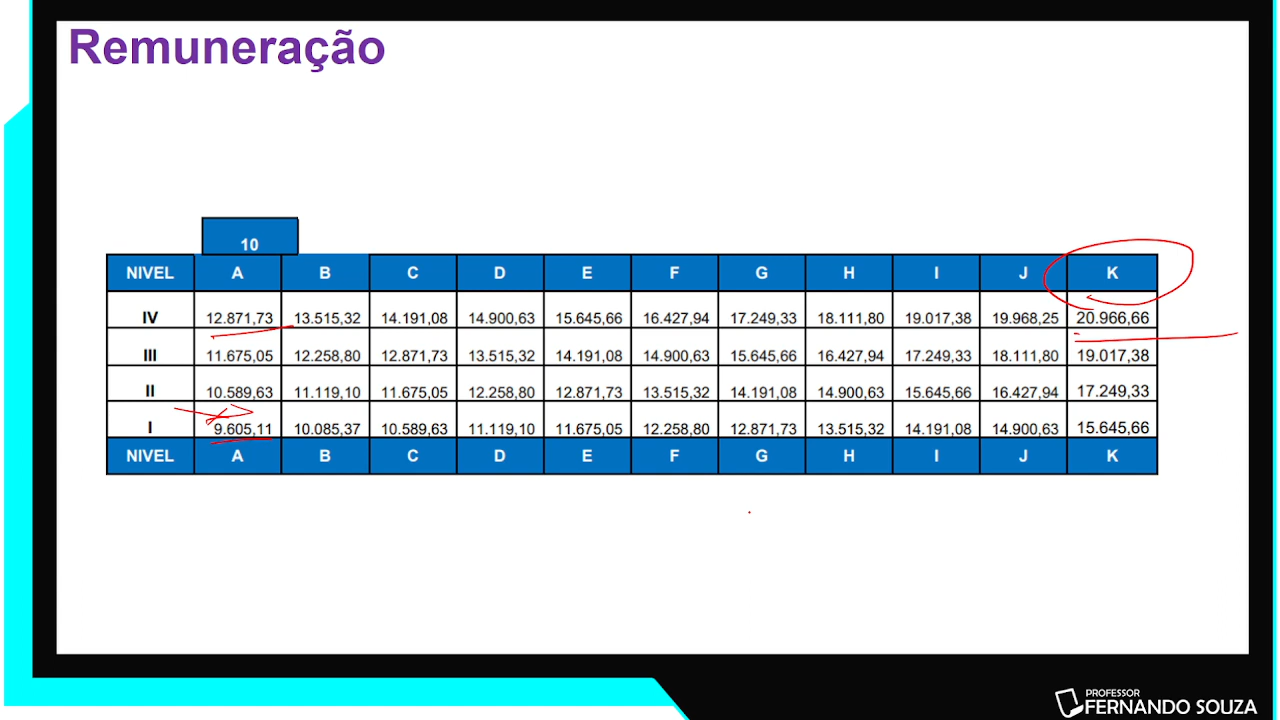 Remuneração
10
NIVEL A B C D E F G H I J K
IV 12.871,73 13.515,32 14.191,08 14.900,63 15.645,66 16.427,94 17.249,33 18.111,80 19.017,38 19.968,25 20.966,66
III 11.675,05 12.258,80 12.871,73 13.515,32 14.191,08 14.900,63 15.645,66 16.427,94 17.249,33 18.111,80 19.017,38
II 10.589,63 11.119,10 11.675,05 12.258,80 12.871,73 13.515,32 14.191,08 14.900,63 15.645,66 16.427,94 17.249,33
I 9.605,11 10.085,37 10.589,63 11.119,10 11.675,05 12.258,80 12.871,73 13.515,32 14.191,08 14.900,63 15.645,66
NIVEL A B C D E F G H I J K
PROFESSOR
FERNANDO SOUZA